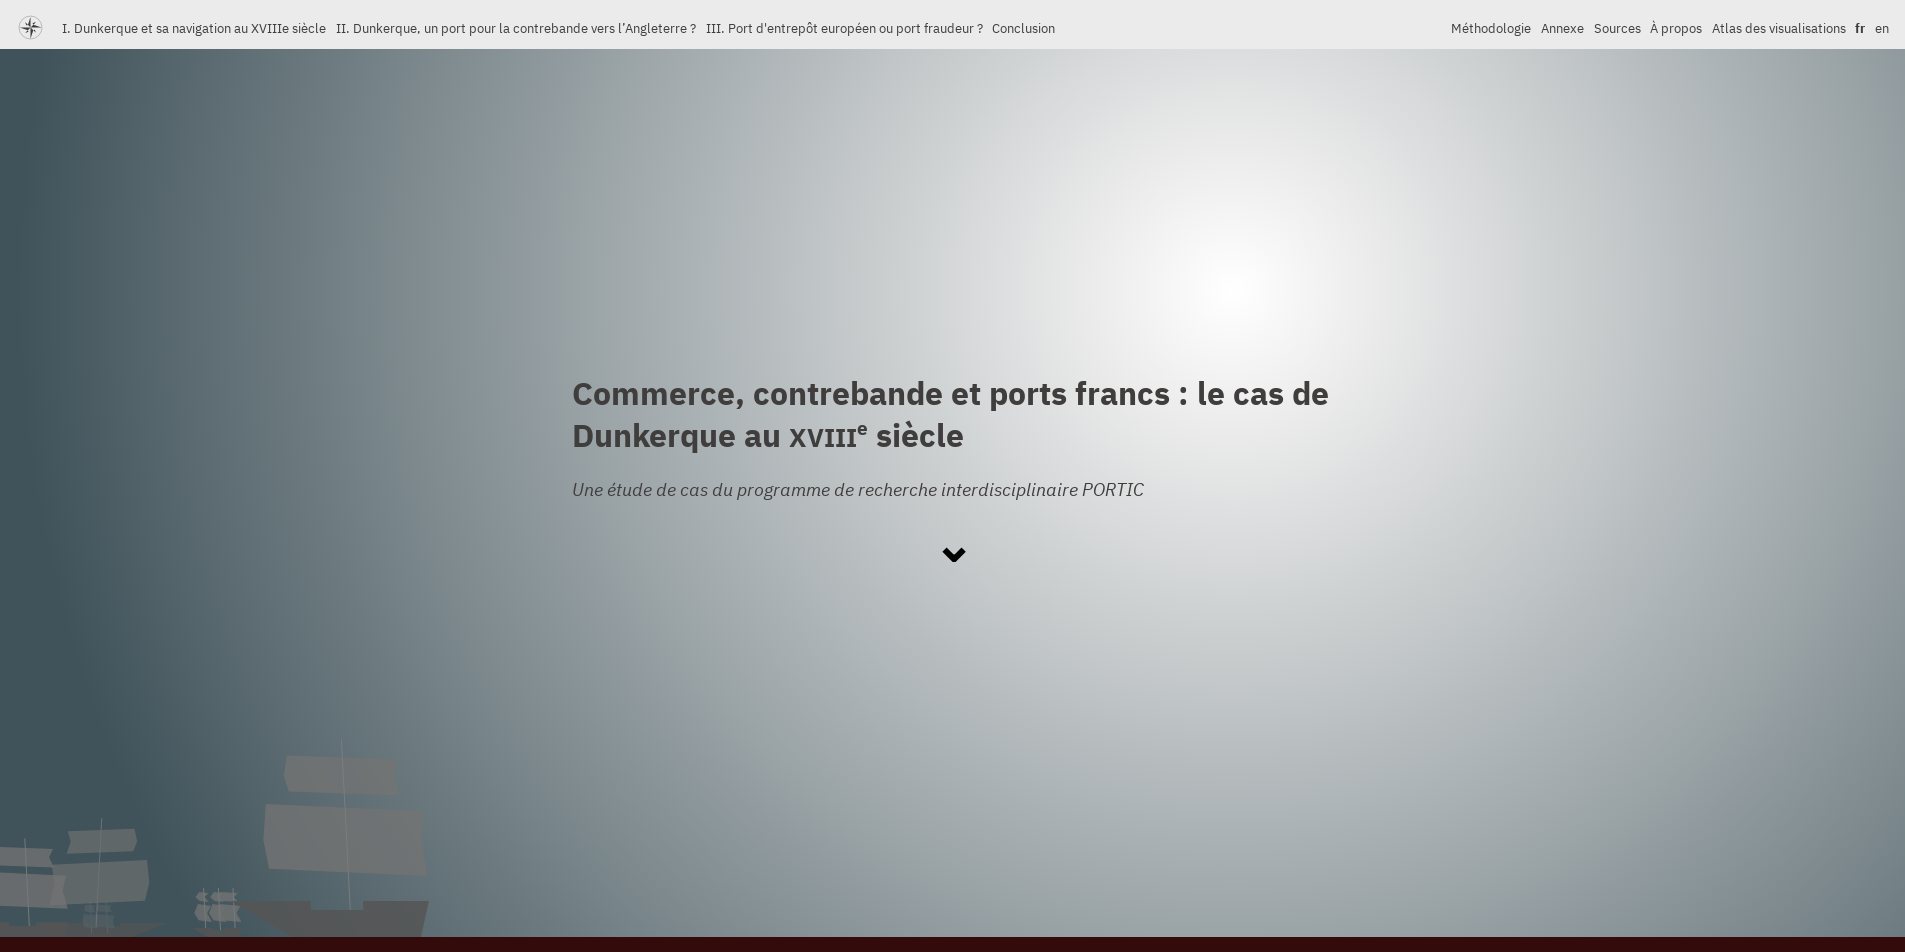 I. Dunkerque et sa navigation au XVIIIe siècle II. Dunkerque, un port pour la contrebande vers l’Angleterre ? III. Port d'entrepôt européen ou port fraudeur ? Conclusion Méthodologie Annexe Sources À propos Atlas des visualisations fr en
Commerce, contrebande et ports francs : le cas de
Dunkerque au XVIIIe siècle
Une étude de cas du programme de recherche interdisciplinaire PORTIC